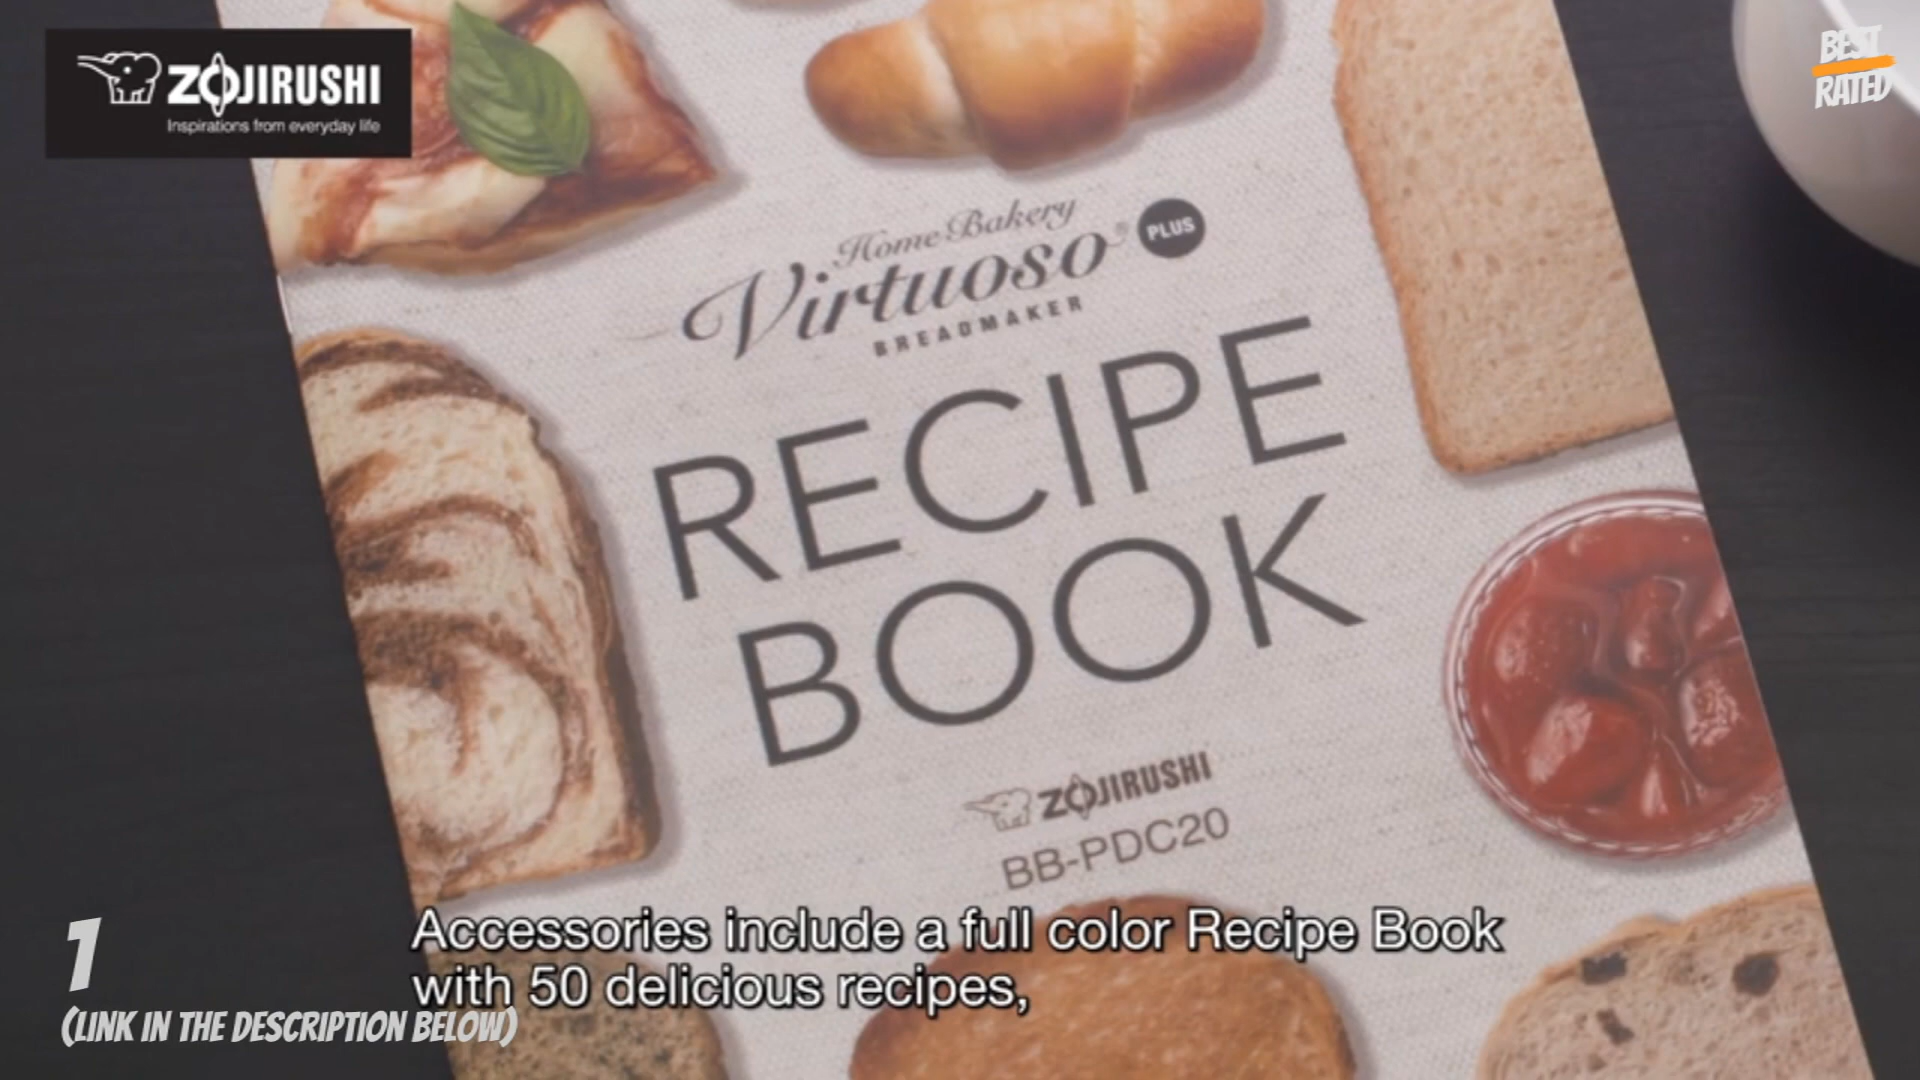 ZOJIRUSHI
Inspirations from everyday life
BEST
RATED
Home Bakery
Virtuoso® PLUS
BREADMAKER
RECIPE
BOOK
ZOJIRUSHI
BB-PDC20
1
(LINK IN THE DESCRIPTION BELOW)
Accessories include a full color Recipe Book
with 50 delicious recipes,